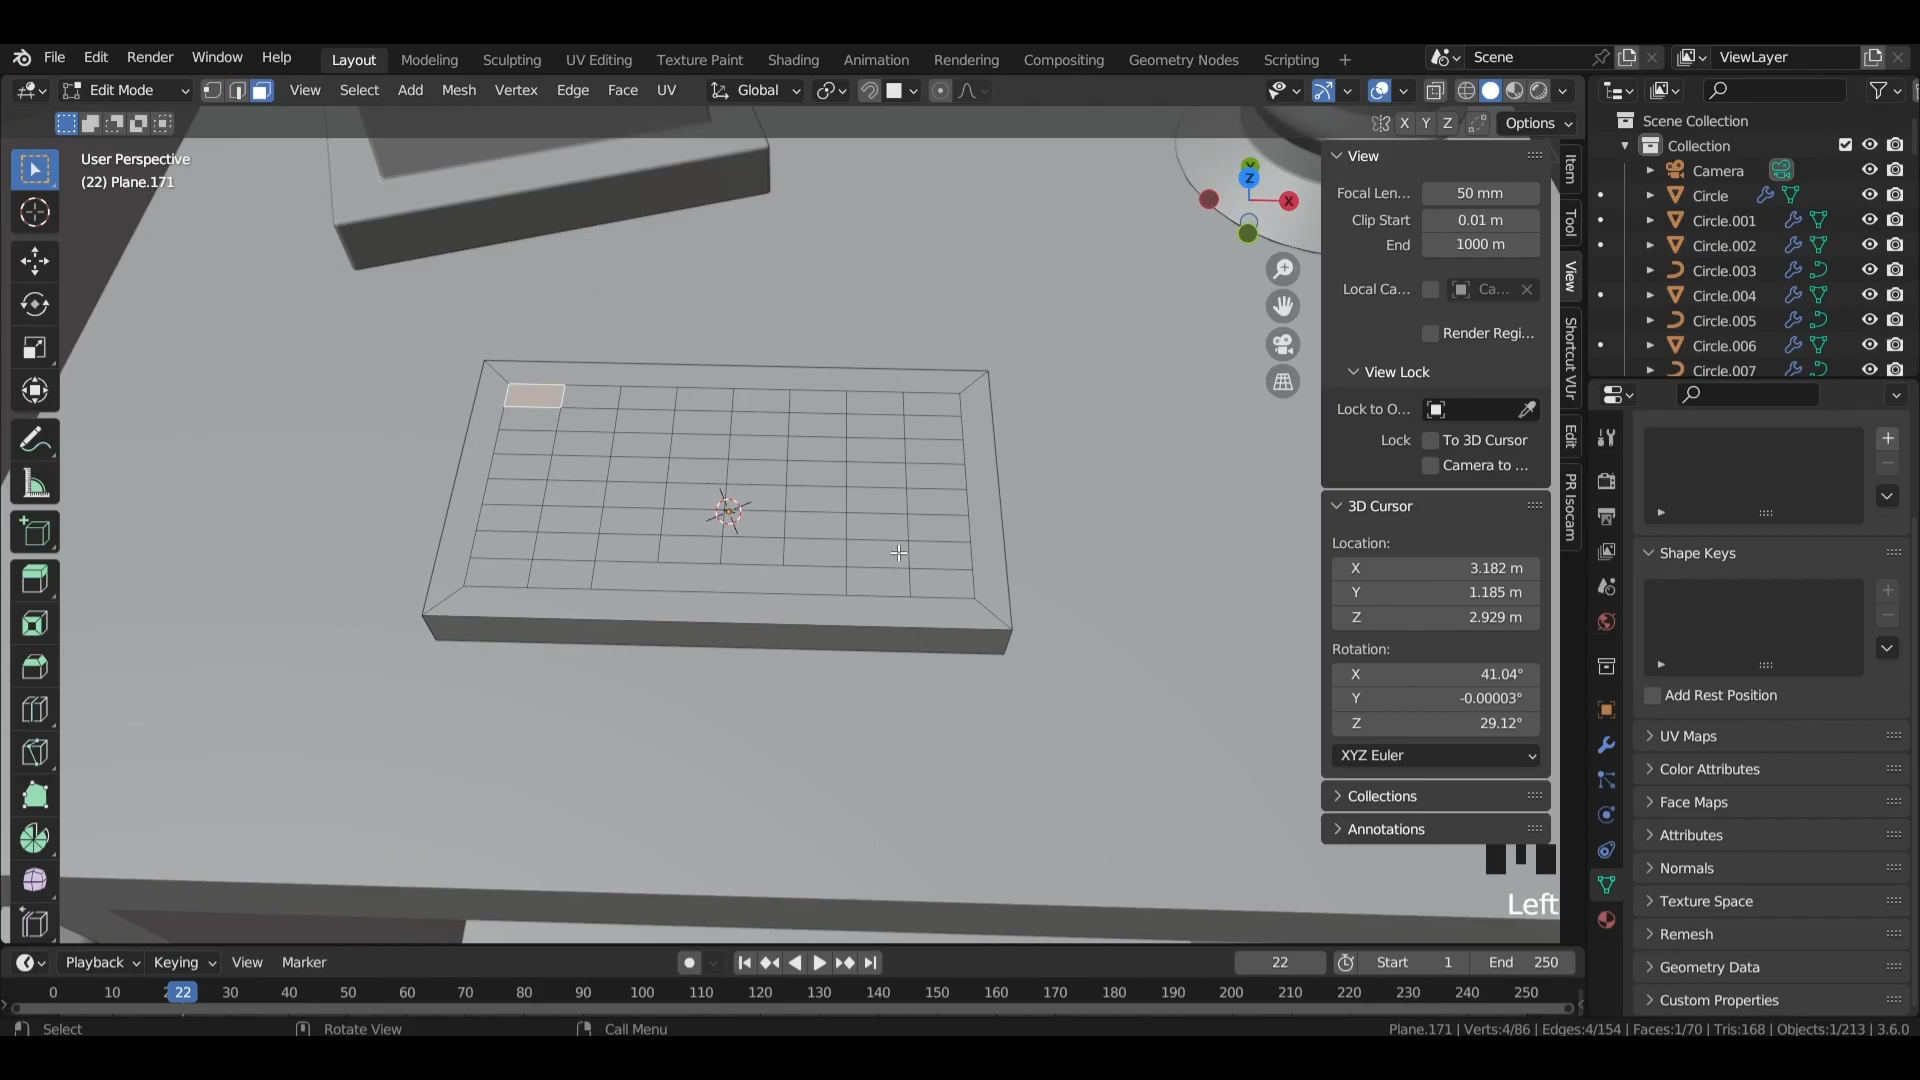 File Edit Render Window Help Layout Modeling Sculpting UV Editing Texture Paint Shading Animation Rendering Compositing Geometry Nodes Scripting Scene ViewLayer
Edit Mode View Select Add Mesh Vertex Edge Face UV Global
X Y Z Options
User Perspective
(22) Plane.171
X
Y
Z
View
Focal Len... 50 mm
Clip Start 0.01 m
End 1000 m
Local Ca... Ca...
Render Regi...
View Lock
Lock to O...
Lock To 3D Cursor
Camera to ...
3D Cursor
Location:
X 3.182 m
Y 1.185 m
Z 2.929 m
Rotation:
X 41.04°
Y -0.00003°
Z 29.12°
XYZ Euler
Collections
Annotations
Item
Tool
View
Shortcut VUr
Edit
PR Isocam
Left
Scene Collection
Collection
Camera
Circle
Circle.001
Circle.002
Circle.003
Circle.004
Circle.005
Circle.006
Circle.007
Shape Keys
Add Rest Position
UV Maps
Color Attributes
Face Maps
Attributes
Normals
Texture Space
Remesh
Geometry Data
Custom Properties
Playback Keying View Marker 22 Start 1 End 250
0 10 22 30 40 50 60 70 80 90 100 110 120 130 140 150 160 170 180 190 200 210 220 230 240 250
Select Rotate View Call Menu Plane.171 | Verts:4/86 | Edges:4/154 | Faces:1/70 | Tris:168 | Objects:1/213 | 3.6.0